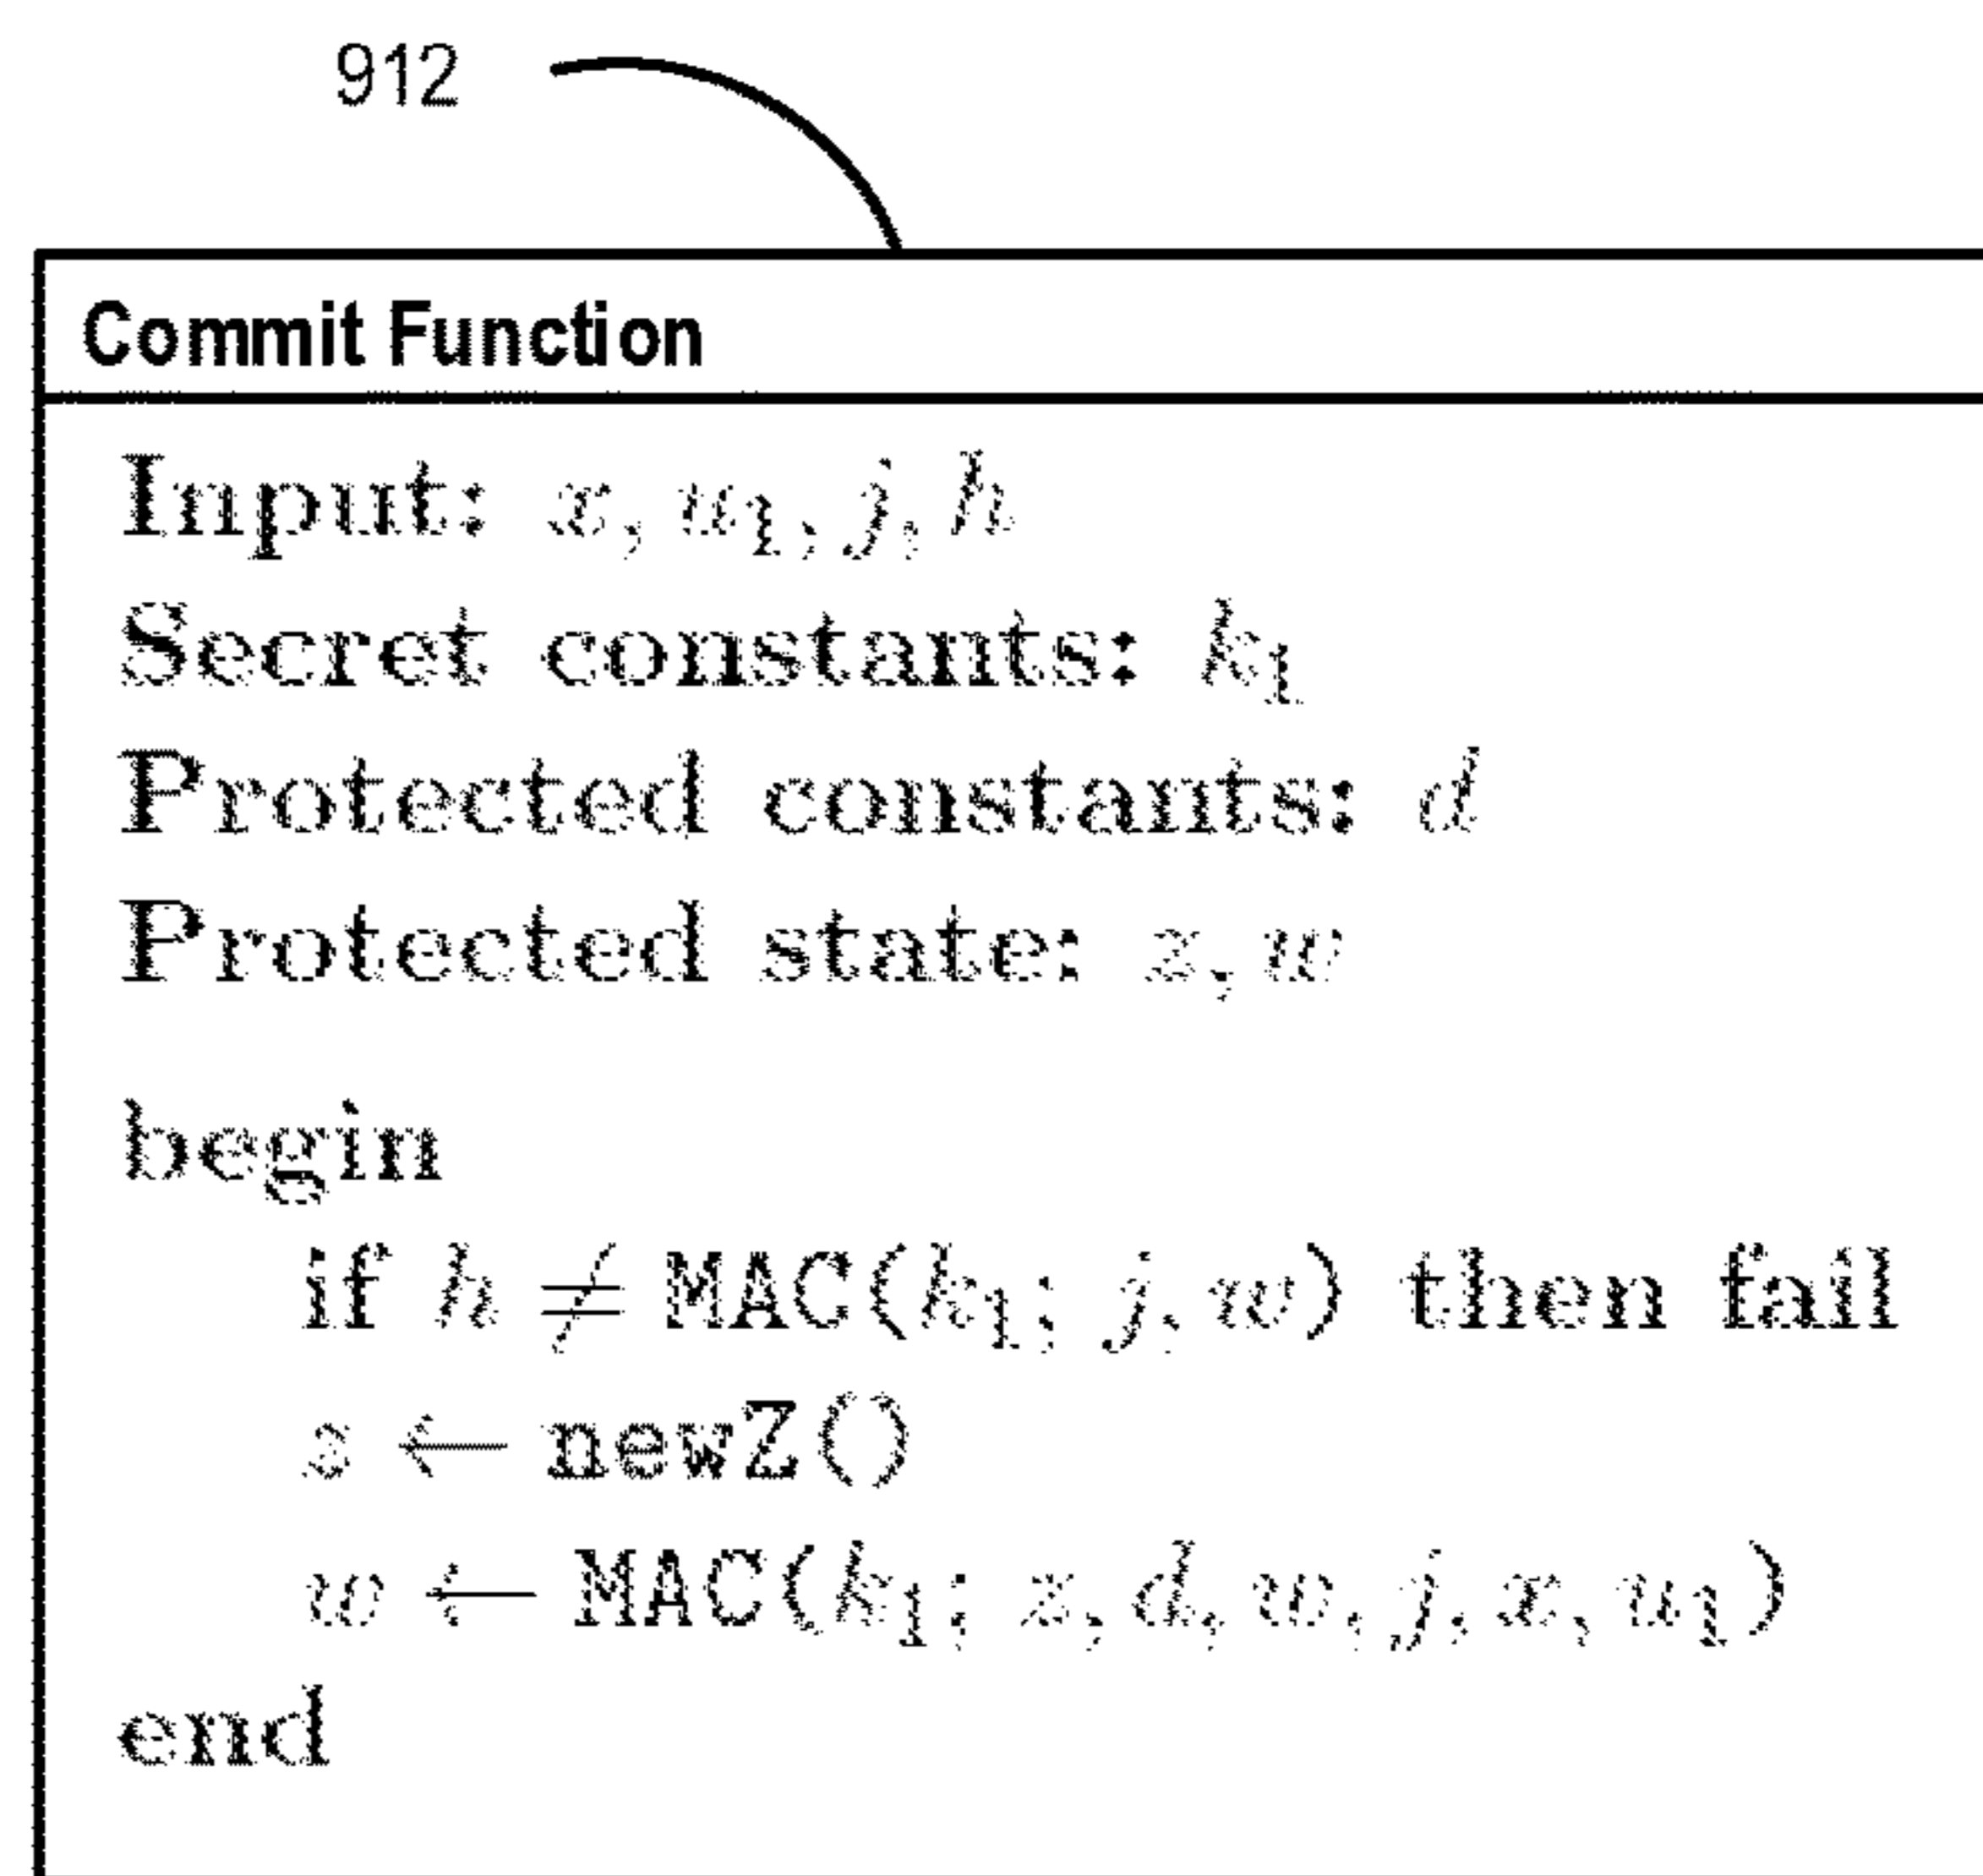 912
Commit Function
Input: x, u₁, j, h
Secret constants: k₁
Protected constants: d
Protected state: z, w
begin
if h ≠ MAC(k₁; j, w) then fail
z ← newZ()
w ← MAC(k₁; z, d, w, j, x, u₁)
end